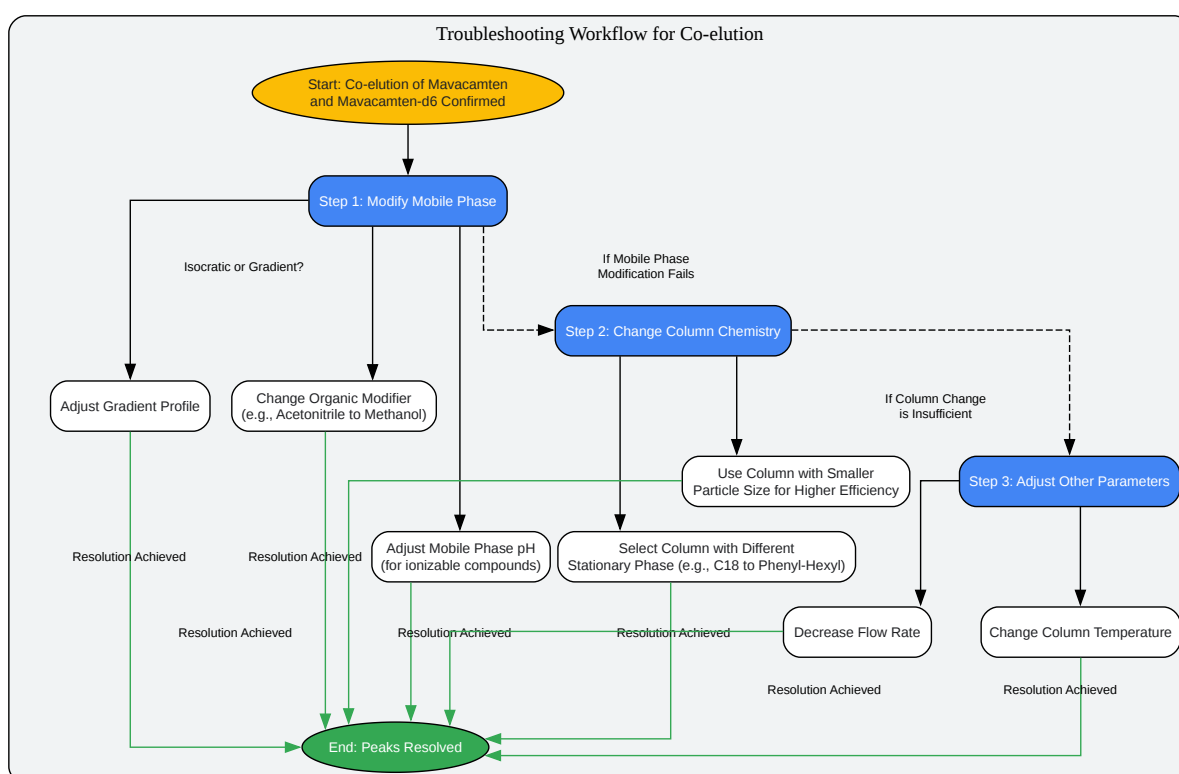 Troubleshooting Workflow for Co-elution
Start: Co-elution of Mavacamten
and Mavacamten-d6 Confirmed
Step 1: Modify Mobile Phase
Isocratic or Gradient?
If Mobile Phase
Modification Fails
Step 2: Change Column Chemistry
Adjust Gradient Profile
Change Organic Modifier
(e.g., Acetonitrile to Methanol)
If Column Change
is Insufficient
Use Column with Smaller
Particle Size for Higher Efficiency
Step 3: Adjust Other Parameters
Resolution Achieved
Resolution Achieved
Adjust Mobile Phase pH
(for ionizable compounds)
Select Column with Different
Stationary Phase (e.g., C18 to Phenyl-Hexyl)
Resolution Achieved
Resolution Achieved
Resolution Achieved
Decrease Flow Rate
Change Column Temperature
Resolution Achieved
Resolution Achieved
End: Peaks Resolved